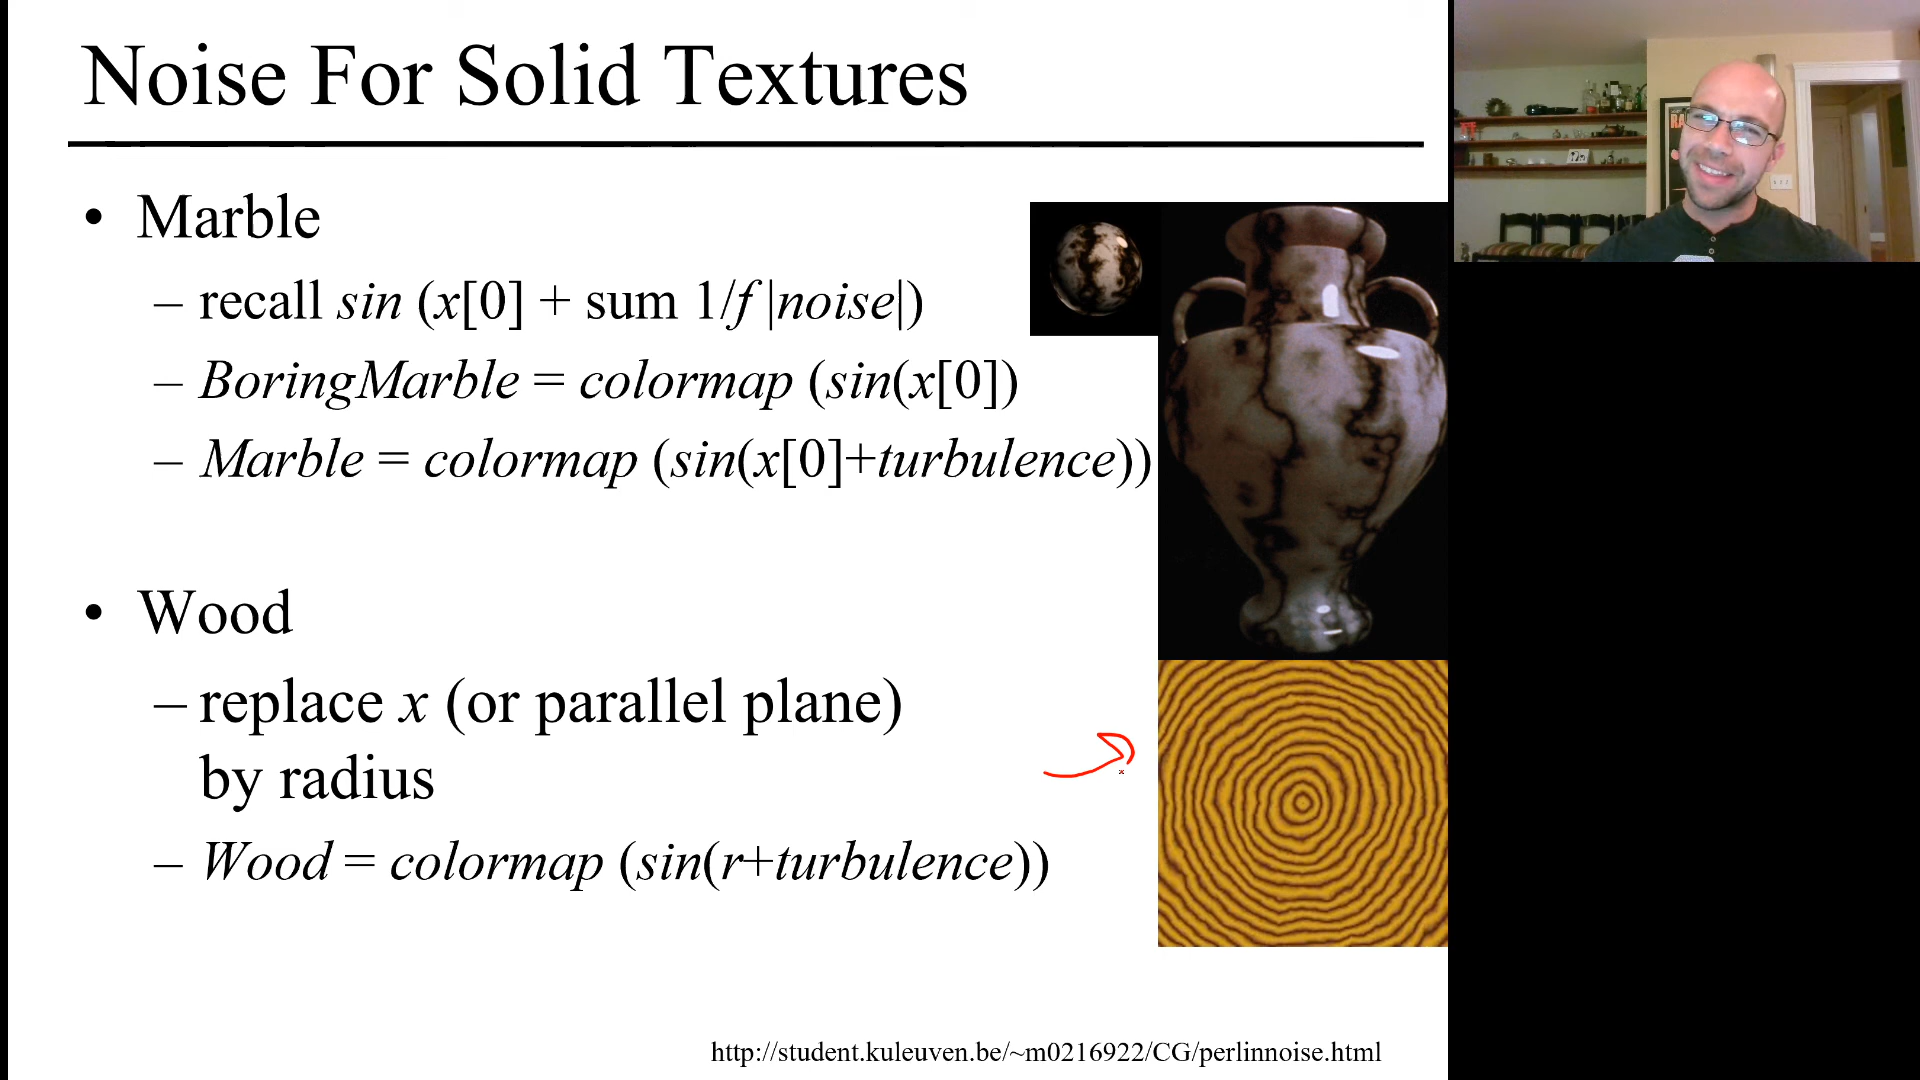 Noise For Solid Textures
• Marble
– recall sin (x[0] + sum 1/f |noise|)
– BoringMarble = colormap (sin(x[0])
– Marble = colormap (sin(x[0]+turbulence))
• Wood
– replace x (or parallel plane)
by radius
– Wood = colormap (sin(r+turbulence))
http://student.kuleuven.be/~m0216922/CG/perlinnoise.html